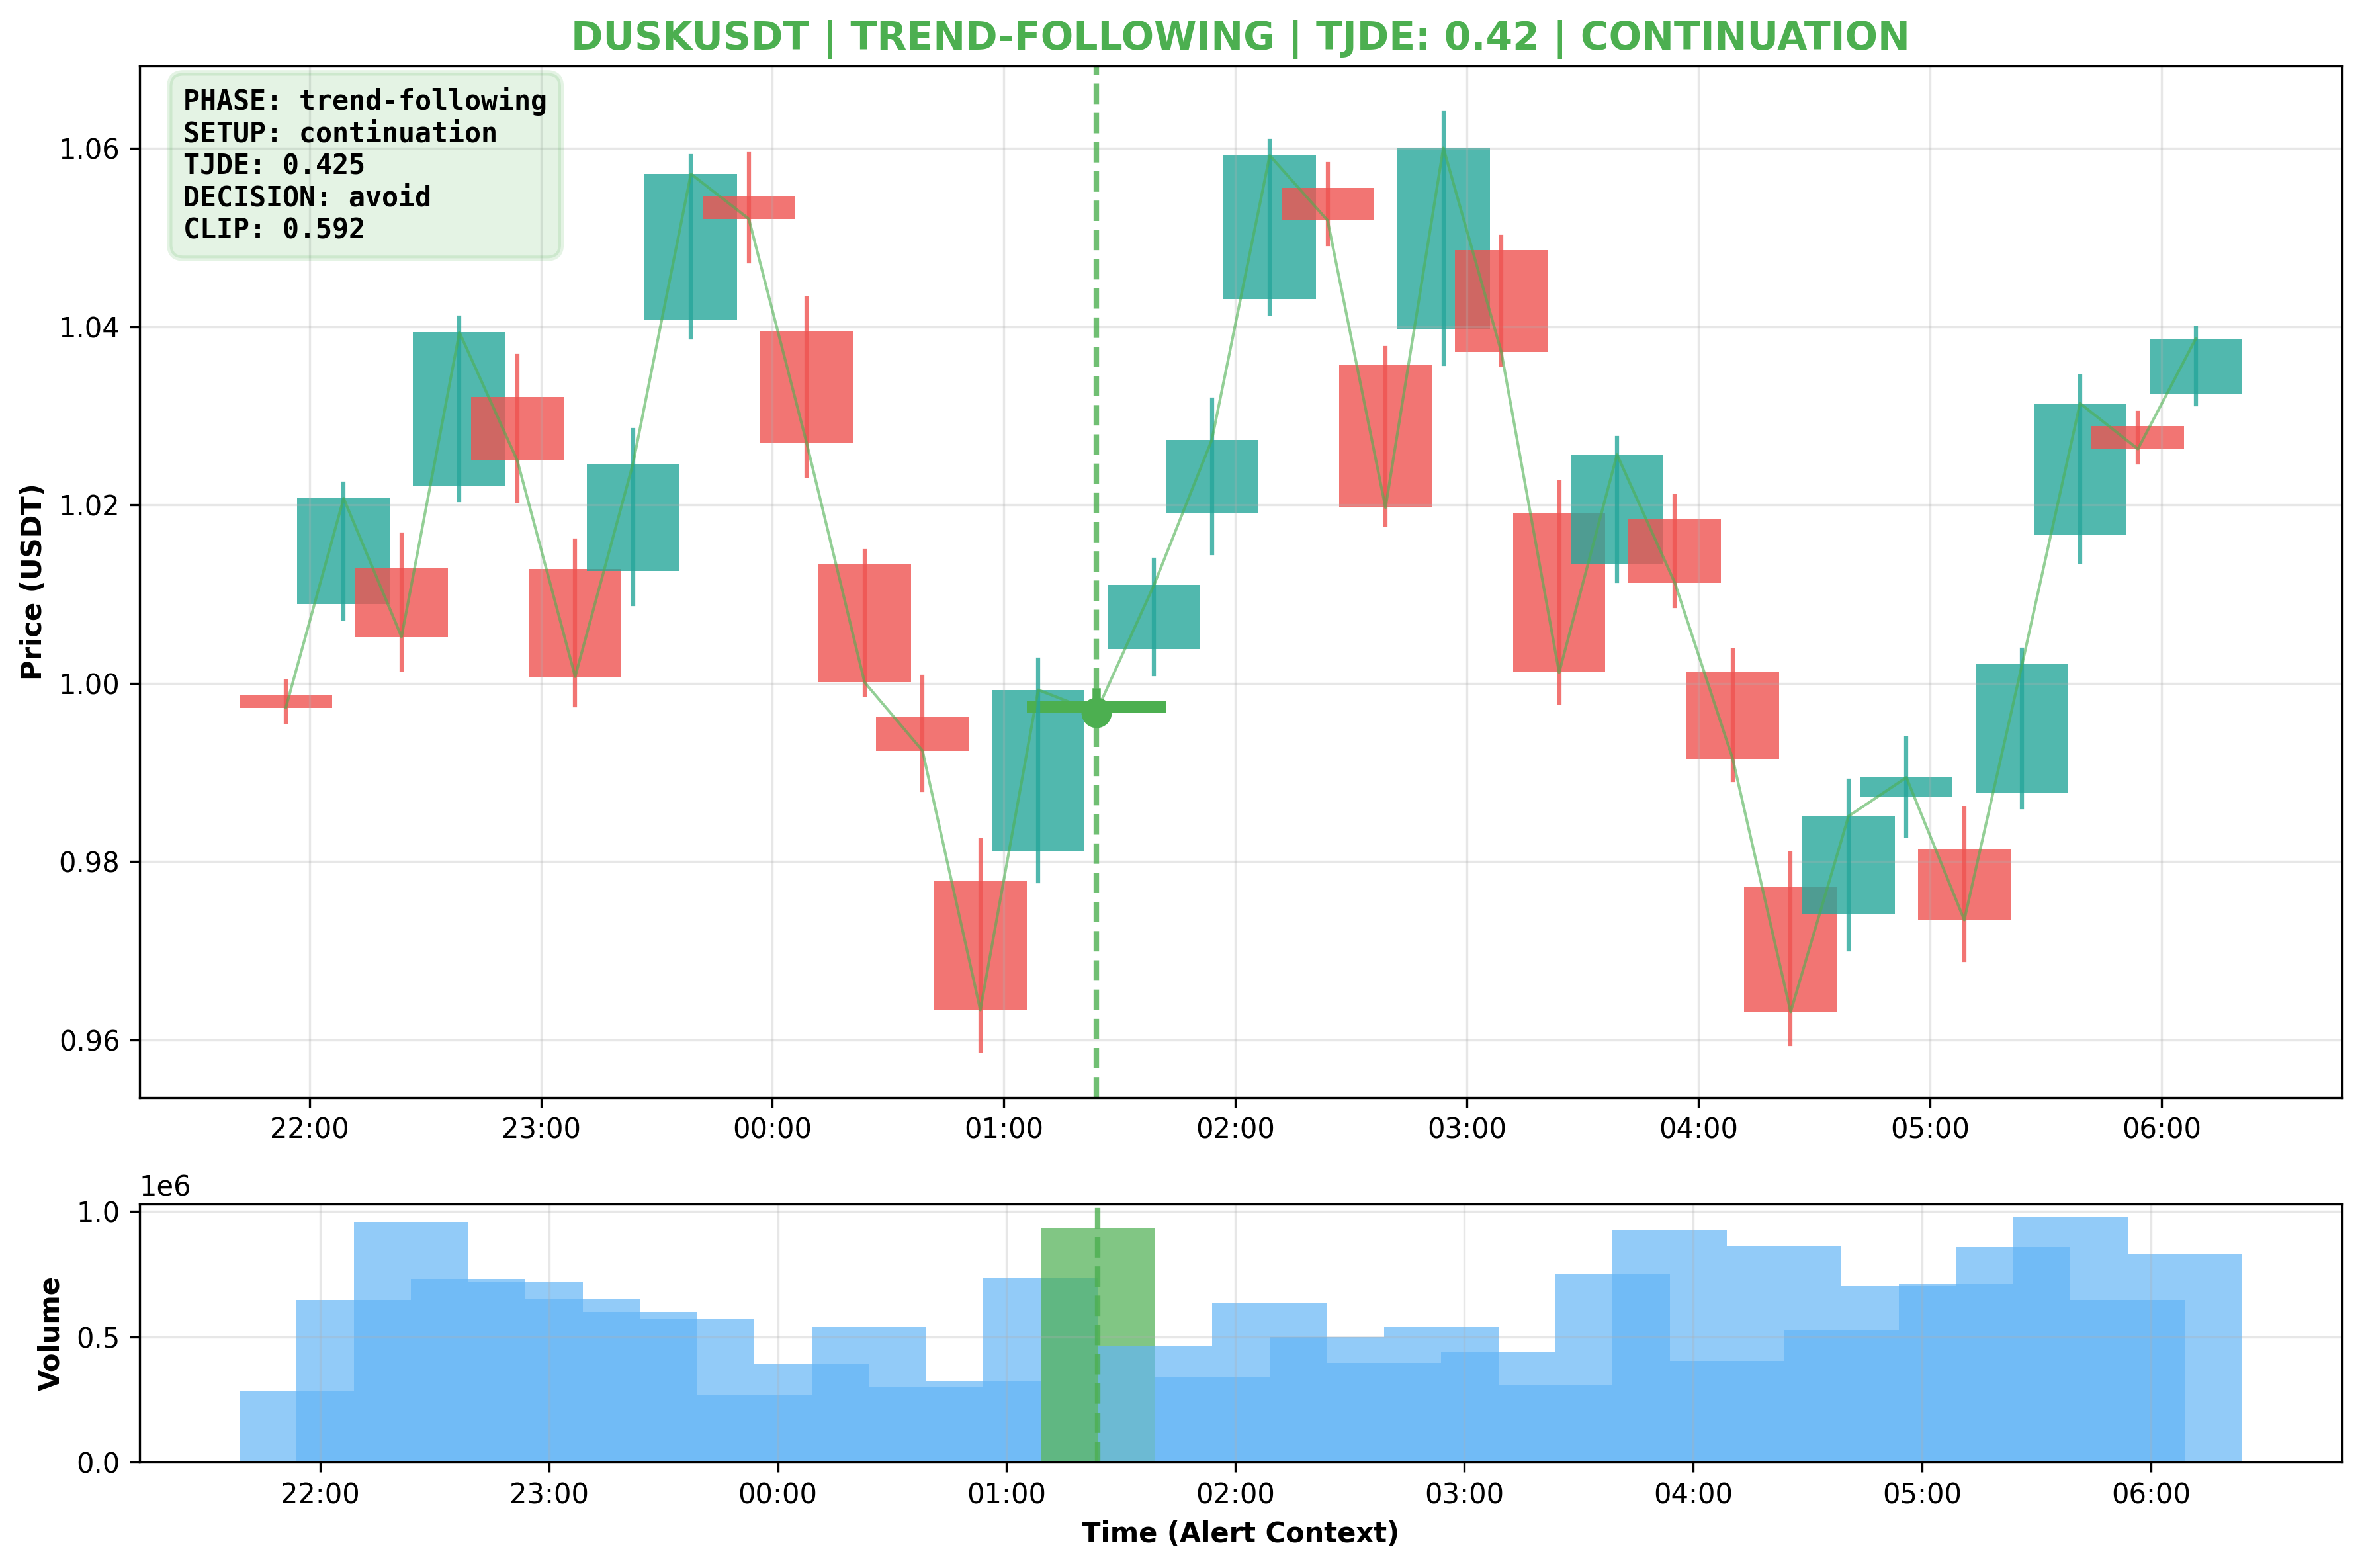 DUSKUSDT | TREND-FOLLOWING | TJDE: 0.42 | CONTINUATION
PHASE: trend-following
SETUP: continuation
TJDE: 0.425
DECISION: avoid
CLIP: 0.592
Price (USDT)
1.06
1.04
1.02
1.00
0.98
0.96
22:00 23:00 00:00 01:00 02:00 03:00 04:00 05:00 06:00
1e6
Volume
1.0
0.5
0.0
22:00 23:00 00:00 01:00 02:00 03:00 04:00 05:00 06:00
Time (Alert Context)